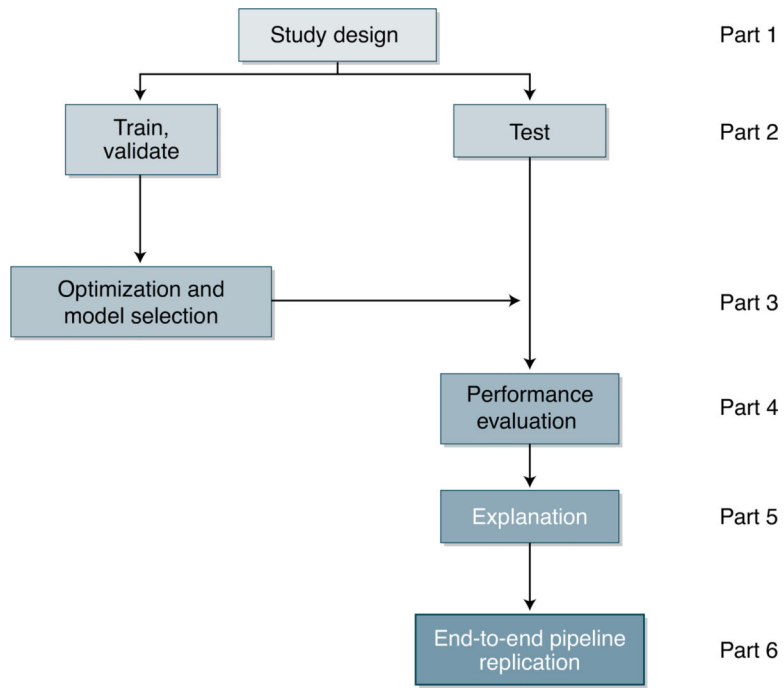 Study design
Part 1
Train,
validate
Test
Part 2
Optimization and
model selection
Part 3
Performance
evaluation
Part 4
Explanation
Part 5
End-to-end pipeline
replication
Part 6